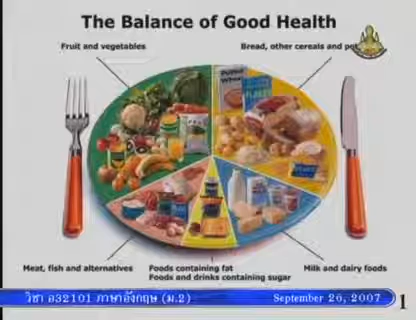 The Balance of Good Health
Fruit and vegetables
Bread, other cereals and
Meat, fish and alternatives
Foods containing fat
Foods and drinks containing sugar
Milk and dairy foods
วิชา อ32101 ภาษาอังกฤษ (ม.2)
September 26, 2007
1